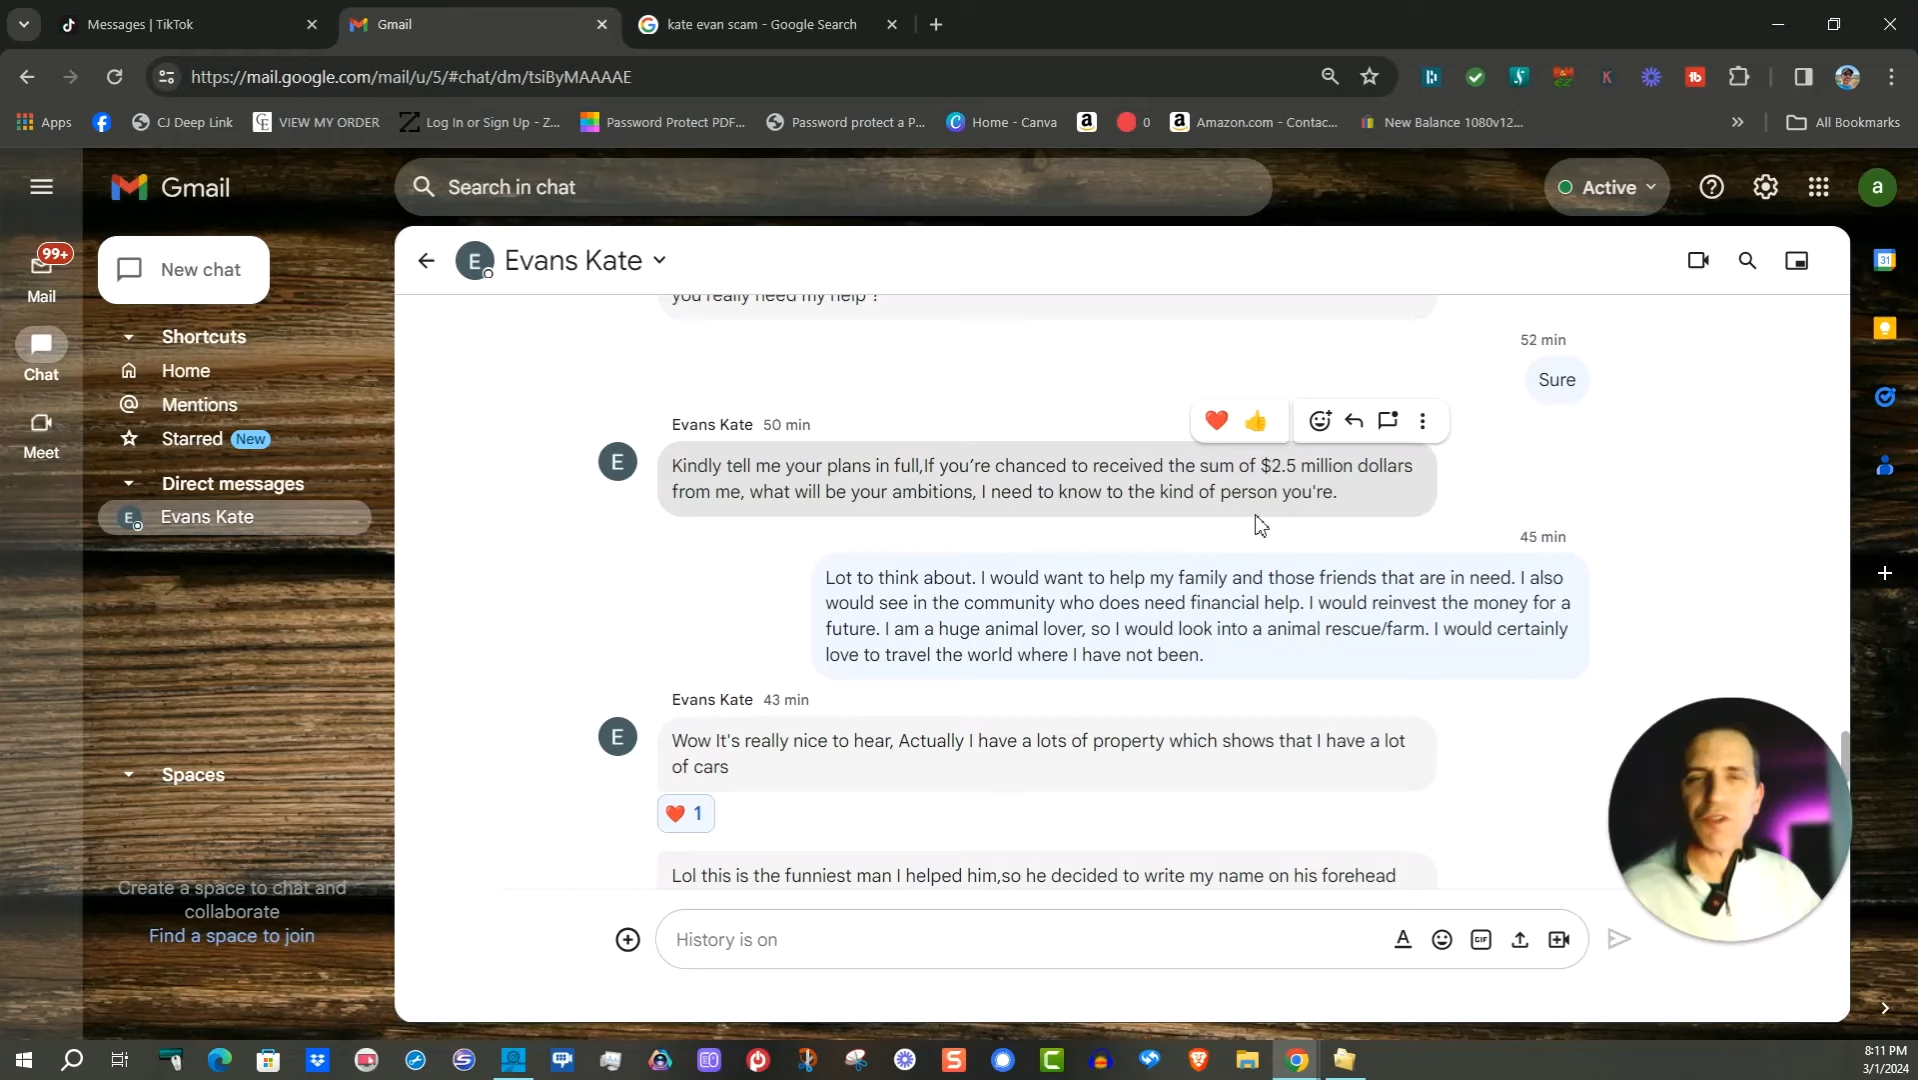 Messages | TikTok
Gmail
kate evan scam - Google Search
https://mail.google.com/mail/u/5/#chat/dm/tsiByMAAAAE
Apps
CJ Deep Link
VIEW MY ORDER
Log In or Sign Up - Z...
Password Protect PDF...
Password protect a P...
Home - Canva
0
Amazon.com - Contac...
New Balance 1080v12...
All Bookmarks
Gmail
Search in chat
Active
a
99+
Mail
Chat
Meet
New chat
Shortcuts
Home
Mentions
Starred New
Direct messages
E Evans Kate
Spaces
Create a space to chat and
collaborate
Find a space to join
E Evans Kate
you really need my help ?
52 min
Sure
Evans Kate 50 min
E
Kindly tell me your plans in full,If you’re chanced to received the sum of $2.5 million dollars
from me, what will be your ambitions, I need to know to the kind of person you're.
45 min
Lot to think about. I would want to help my family and those friends that are in need. I also
would see in the community who does need financial help. I would reinvest the money for a
future. I am a huge animal lover, so I would look into a animal rescue/farm. I would certainly
love to travel the world where I have not been.
Evans Kate 43 min
E
Wow It's really nice to hear, Actually I have a lots of property which shows that I have a lot
of cars
1
Lol this is the funniest man I helped him,so he decided to write my name on his forehead
History is on
GIF
31
8:11 PM
3/1/2024